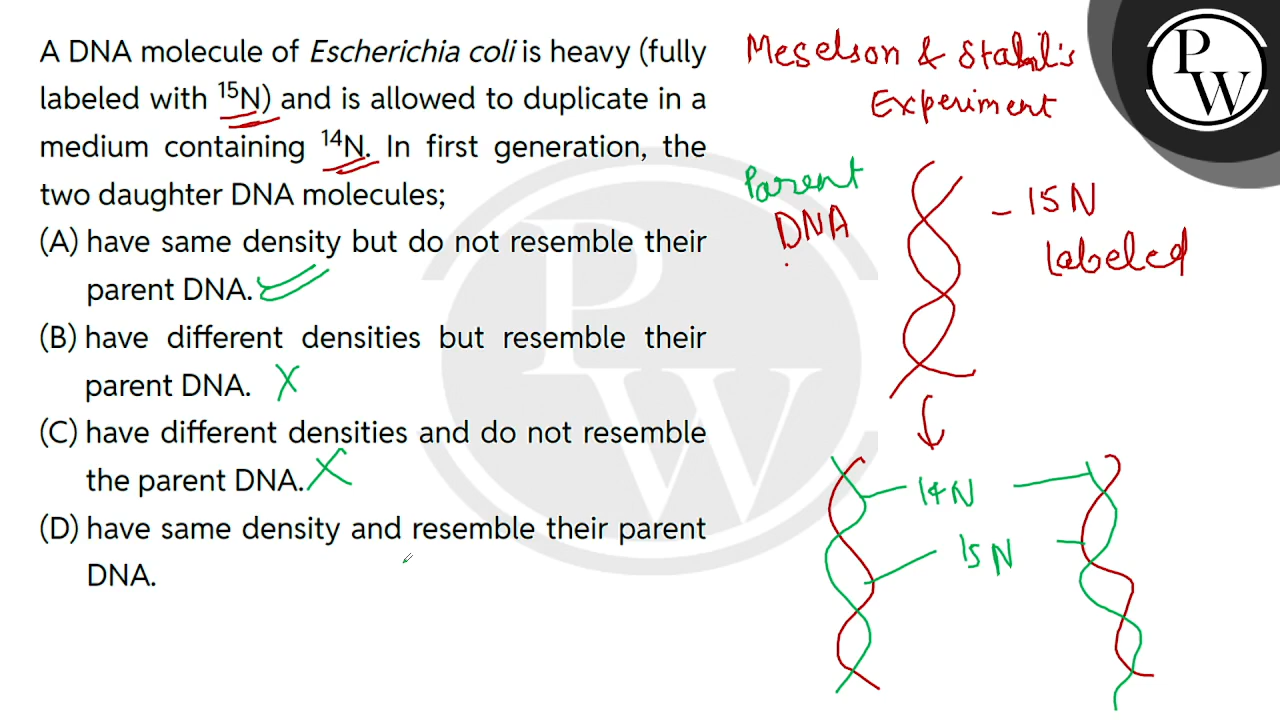 A DNA molecule of Escherichia coli is heavy (fully
labeled with ¹⁵N) and is allowed to duplicate in a
medium containing ¹⁴N. In first generation, the
two daughter DNA molecules;
(A) have same density but do not resemble their
parent DNA.
(B) have different densities but resemble their
parent DNA.
(C) have different densities and do not resemble
the parent DNA.
(D) have same density and resemble their parent
DNA.
Meselson & Stahl's
Experiment
Parent
DNA
- 15N
labeled
14N
15N
PW
PW